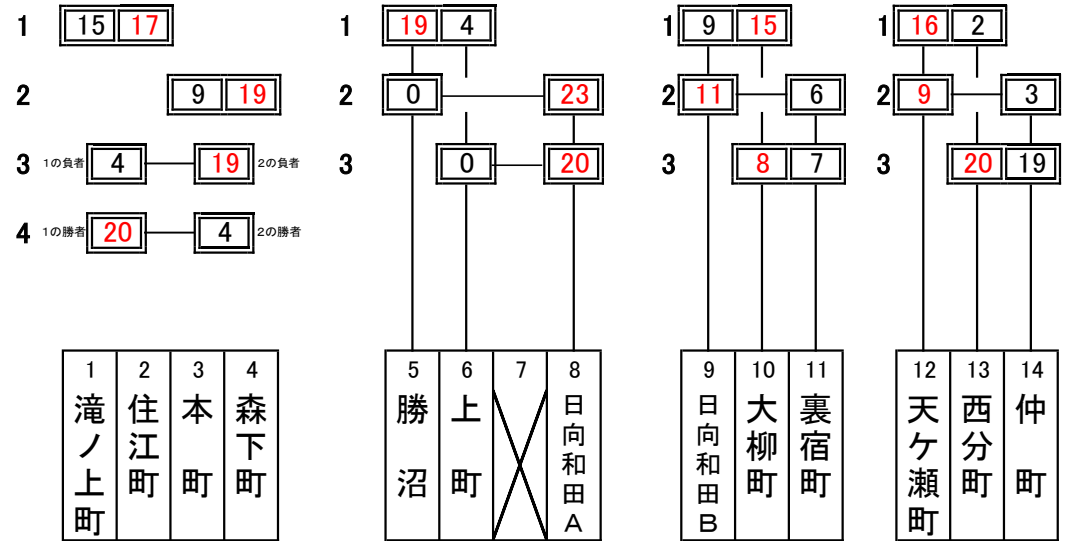 1 15 17 1 19 4 1 9 15 1 16 2
2 9 19 2 0 23 2 11 6 2 9 3
3 1の負者 4 19 2の負者 3 0 20 3 8 7 3 20 19
4 1の勝者 20 4 2の勝者
1 2 3 4 5 6 7 8 9 10 11 12 13 14
滝ノ上町
住江町
本町
森下町
勝沼
上町
日向和田A
日向和田B
大柳町
裏宿町
天ケ瀬町
西分町
仲町